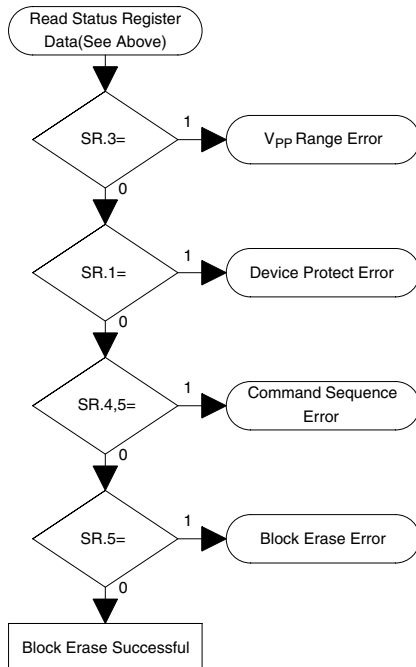 Read Status Register
Data(See Above)
SR.3=
1
VPP Range Error
0
SR.1=
1
Device Protect Error
0
SR.4,5=
1
Command Sequence
Error
0
SR.5=
1
Block Erase Error
0
Block Erase Successful